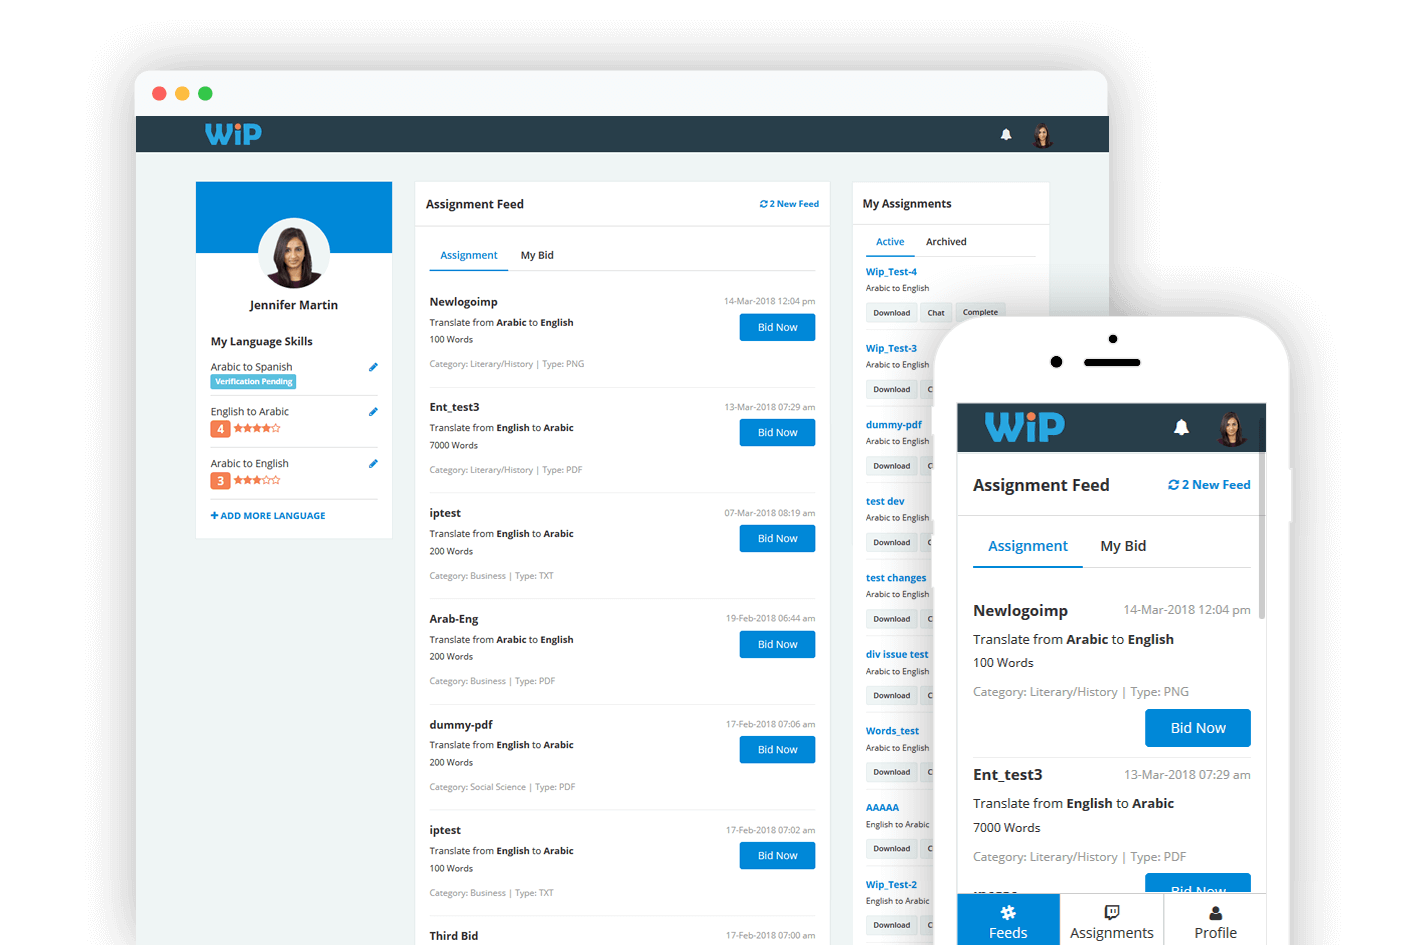 WiP
Jennifer Martin
My Language Skills
Arabic to Spanish
Verification Pending
English to Arabic
4
Arabic to English
3
+ ADD MORE LANGUAGE
Assignment Feed
2 New Feed
Assignment
My Bid
Newlogoimp
14-Mar-2018 12:04 pm
Translate from Arabic to English
Bid Now
100 Words
Category: Literary/History | Type: PNG
Ent_test3
13-Mar-2018 07:29 am
Translate from English to Arabic
Bid Now
7000 Words
Category: Literary/History | Type: PDF
iptest
07-Mar-2018 08:19 am
Translate from English to Arabic
Bid Now
200 Words
Category: Business | Type: TXT
Arab-Eng
19-Feb-2018 06:44 am
Translate from Arabic to English
Bid Now
200 Words
Category: Business | Type: PDF
dummy-pdf
17-Feb-2018 07:06 am
Translate from English to Arabic
Bid Now
200 Words
Category: Social Science | Type: PDF
iptest
17-Feb-2018 07:02 am
Translate from English to Arabic
Bid Now
100 Words
Category: Business | Type: TXT
Third Bid
17-Feb-2018 07:00 am
My Assignments
Active
Archived
Wip_Test-4
Arabic to English
Download
Chat
Complete
Wip_Test-3
Arabic to English
Download
C
dummy-pdf
Arabic to English
Download
test dev
Arabic to English
Download
C
test changes
Arabic to English
Download
C
div issue test
Arabic to English
Download
C
Words_test
Arabic to English
Download
C
AAAAA
English to Arabic
Download
C
Wip_Test-2
English to Arabic
Download
C
WiP
Assignment Feed
2 New Feed
Assignment
My Bid
Newlogoimp
14-Mar-2018 12:04 pm
Translate from Arabic to English
100 Words
Category: Literary/History | Type: PNG
Bid Now
Ent_test3
13-Mar-2018 07:29 am
Translate from English to Arabic
7000 Words
Category: Literary/History | Type: PDF
Bid Now
Feeds
Assignments
Profile